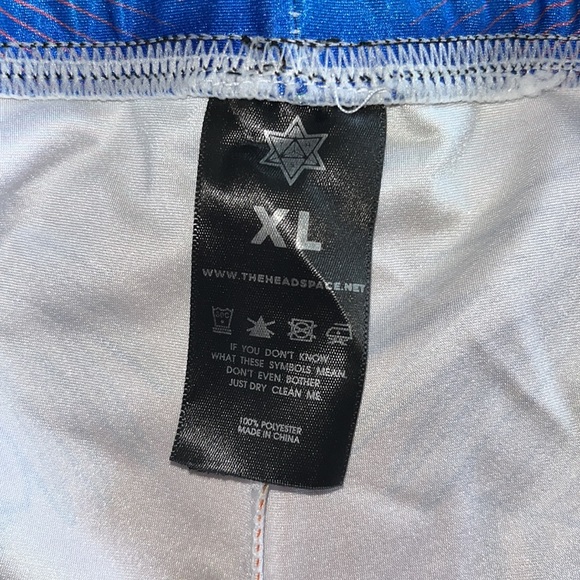 XL
WWW.THEHEADSPACE.NET
IF YOU DON'T KNOW
WHAT THESE SYMBOLS MEAN.
DON'T EVEN BOTHER.
JUST DRY CLEAN ME.
100% POLYESTER
MADE IN CHINA